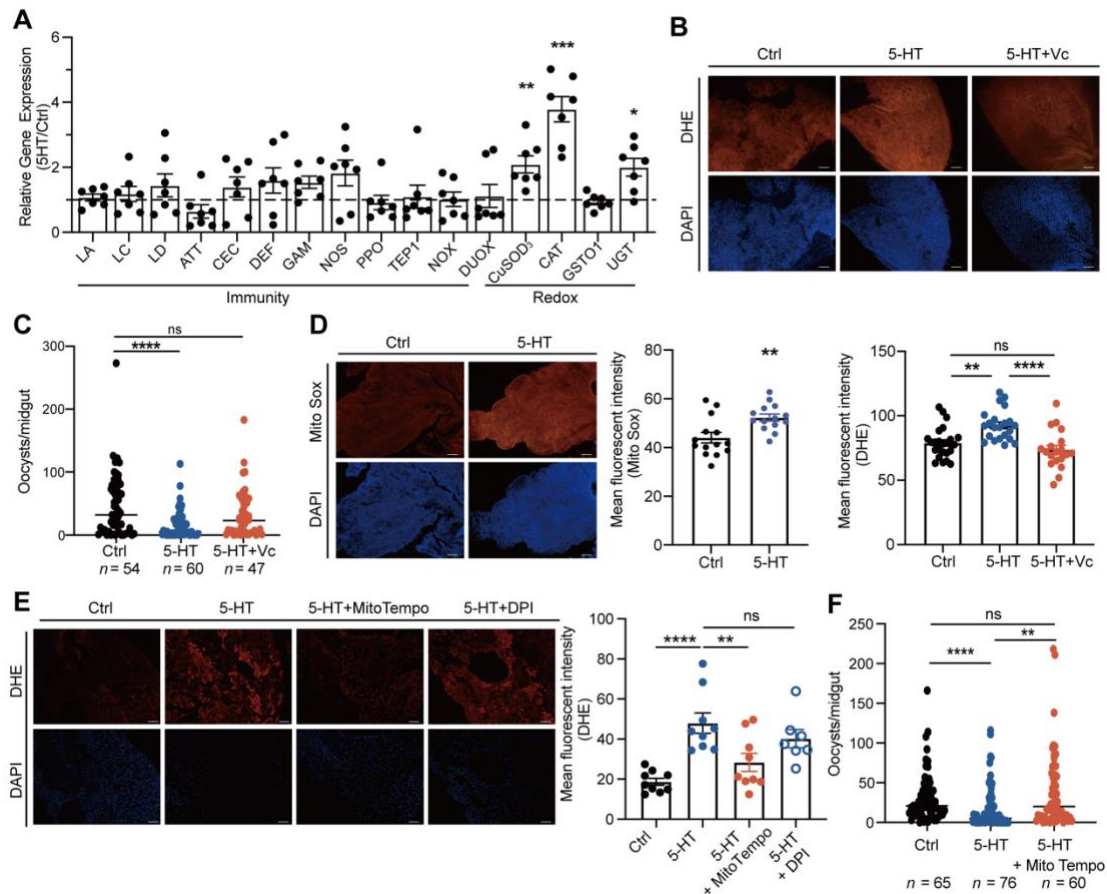 A
Relative Gene Expression
(5HT/Ctrl)
6
4
2
0
**
***
*
LA
LC
LD
ATT
CEC
DEF
GAM
NOS
PPO
TEP1
NOX
DUOX
CuSOD3
CAT
GSTO1
UGT
Immunity
Redox
B
Ctrl
5-HT
5-HT+Vc
DHE
DAPI
C
Oocysts/midgut
300
200
100
0
ns
****
Ctrl
5-HT
5-HT+Vc
n = 54
n = 60
n = 47
D
Ctrl
5-HT
Mito Sox
DAPI
Mean fluorescent intensity
(Mito Sox)
80
60
40
20
0
**
Ctrl
5-HT
Mean fluorescent intensity
(DHE)
150
100
50
0
ns
**
****
Ctrl
5-HT
5-HT+Vc
E
Ctrl
5-HT
5-HT+MitoTempo
5-HT+DPI
DHE
DAPI
Mean fluorescent intensity
(DHE)
100
80
60
40
20
0
ns
****
**
Ctrl
5-HT
5-HT
+ MitoTempo
5-HT
+ DPI
F
Oocysts/midgut
250
200
150
100
50
0
ns
**
****
Ctrl
5-HT
5-HT
+ Mito Tempo
n = 65
n = 76
n = 60